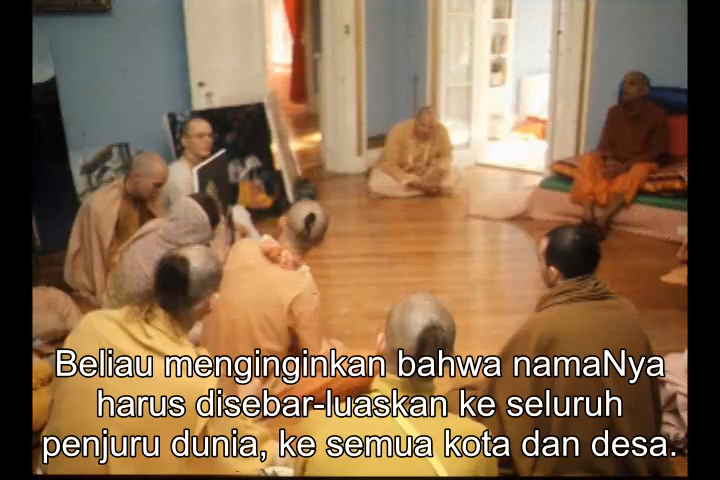 Beliau menginginkan bahwa namaNya
harus disebar-luaskan ke seluruh
penjuru dunia, ke semua kota dan desa.